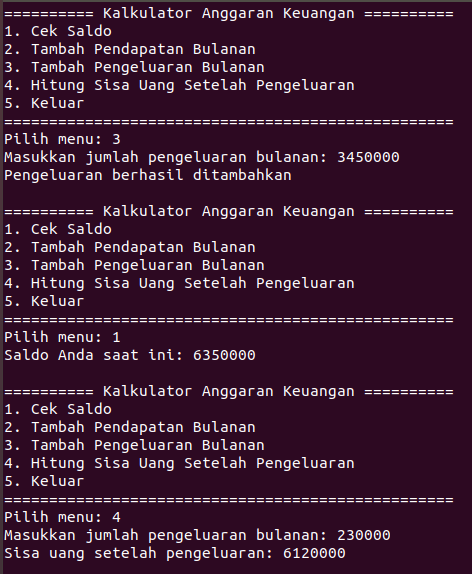 ========== Kalkulator Anggaran Keuangan ==========
1. Cek Saldo
2. Tambah Pendapatan Bulanan
3. Tambah Pengeluaran Bulanan
4. Hitung Sisa Uang Setelah Pengeluaran
5. Keluar
==================================================
Pilih menu: 3
Masukkan jumlah pengeluaran bulanan: 3450000
Pengeluaran berhasil ditambahkan

========== Kalkulator Anggaran Keuangan ==========
1. Cek Saldo
2. Tambah Pendapatan Bulanan
3. Tambah Pengeluaran Bulanan
4. Hitung Sisa Uang Setelah Pengeluaran
5. Keluar
==================================================
Pilih menu: 1
Saldo Anda saat ini: 6350000

========== Kalkulator Anggaran Keuangan ==========
1. Cek Saldo
2. Tambah Pendapatan Bulanan
3. Tambah Pengeluaran Bulanan
4. Hitung Sisa Uang Setelah Pengeluaran
5. Keluar
==================================================
Pilih menu: 4
Masukkan jumlah pengeluaran bulanan: 230000
Sisa uang setelah pengeluaran: 6120000